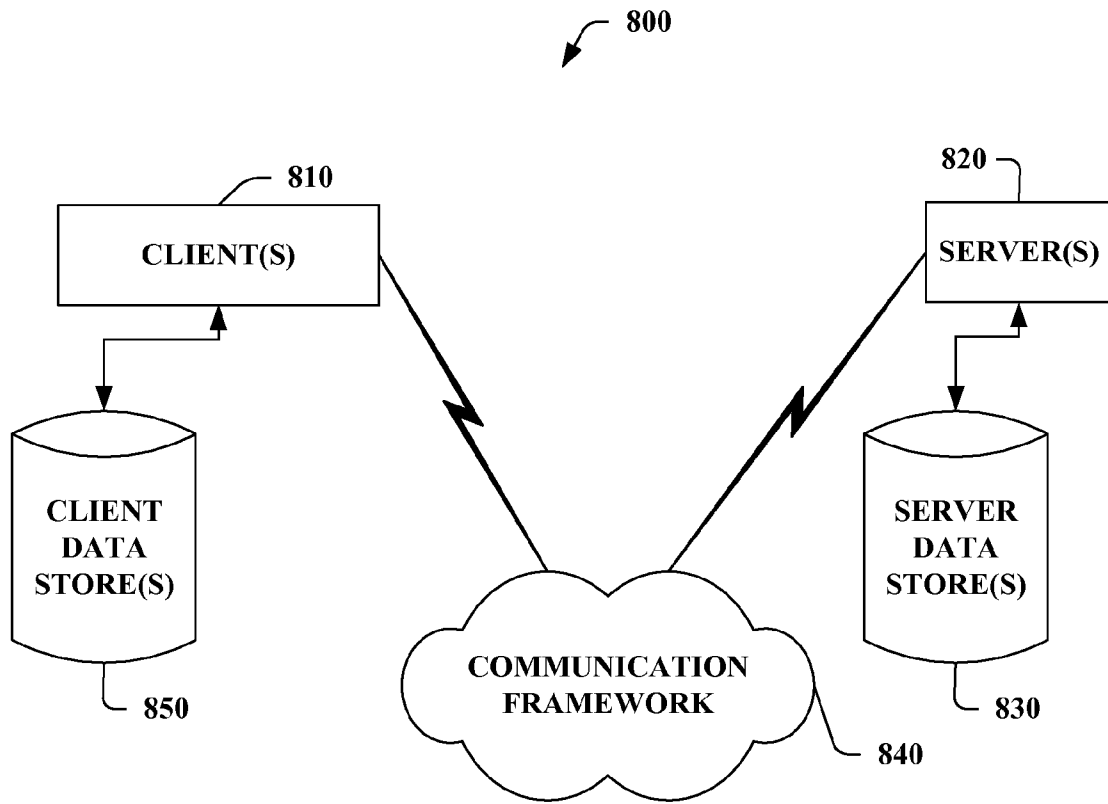 800
810
820
CLIENT(S)
SERVER(S)
CLIENT
DATA
STORE(S)
SERVER
DATA
STORE(S)
COMMUNICATION
FRAMEWORK
850
830
840